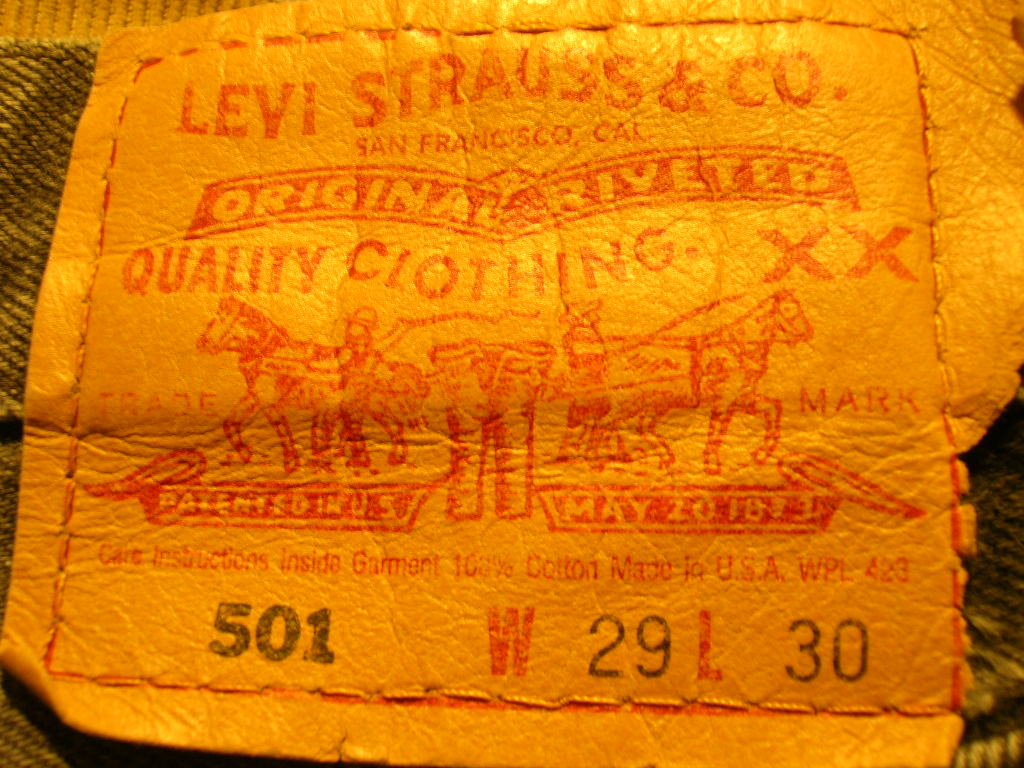 LEVI STRAUSS & CO.
SAN FRANCISCO, CAL.
ORIGINAL RIVETED
QUALITY CLOTHING. XX
TRADE MARK
PATENTED IN U.S. MAY 20 1873
Care Instructions Inside Garment 100% Cotton Made in U.S.A. WPL 423
501 W 29 L 30